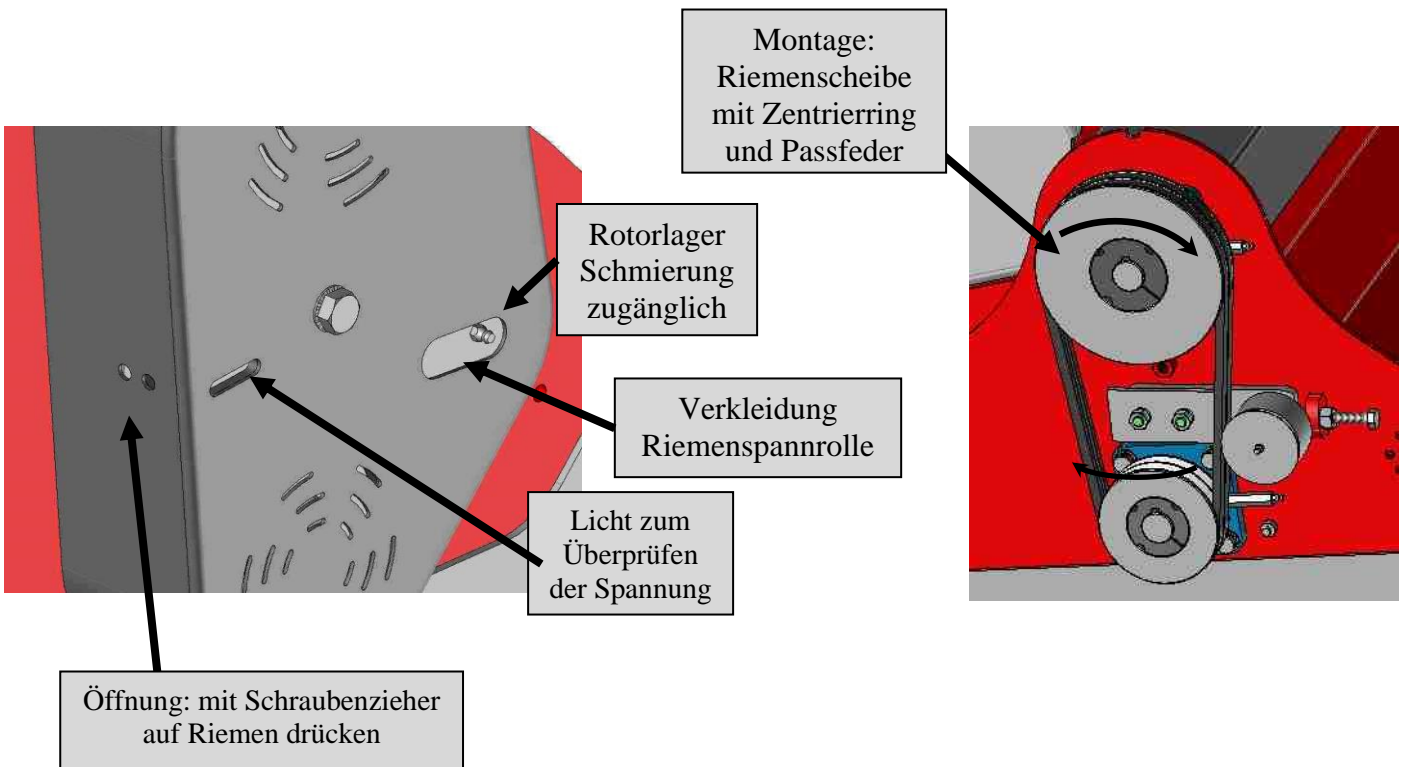 Montage:
Riemenscheibe
mit Zentrierring
und Passfeder
Rotorlager
Schmierung
zugänglich
Verkleidung
Riemenspannrolle
Licht zum
Überprüfen
der Spannung
Öffnung: mit Schraubenzieher
auf Riemen drücken